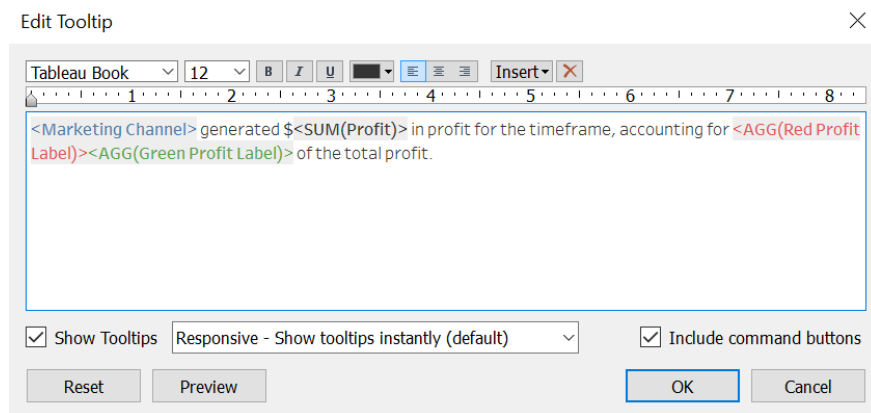 Edit Tooltip
Tableau Book 12 B I U Insert
1 2 3 4 5 6 7 8
<Marketing Channel> generated $<SUM(Profit)> in profit for the timeframe, accounting for <AGG(Red Profit
Label)><AGG(Green Profit Label)> of the total profit.
Show Tooltips Responsive - Show tooltips instantly (default) Include command buttons
Reset Preview OK Cancel